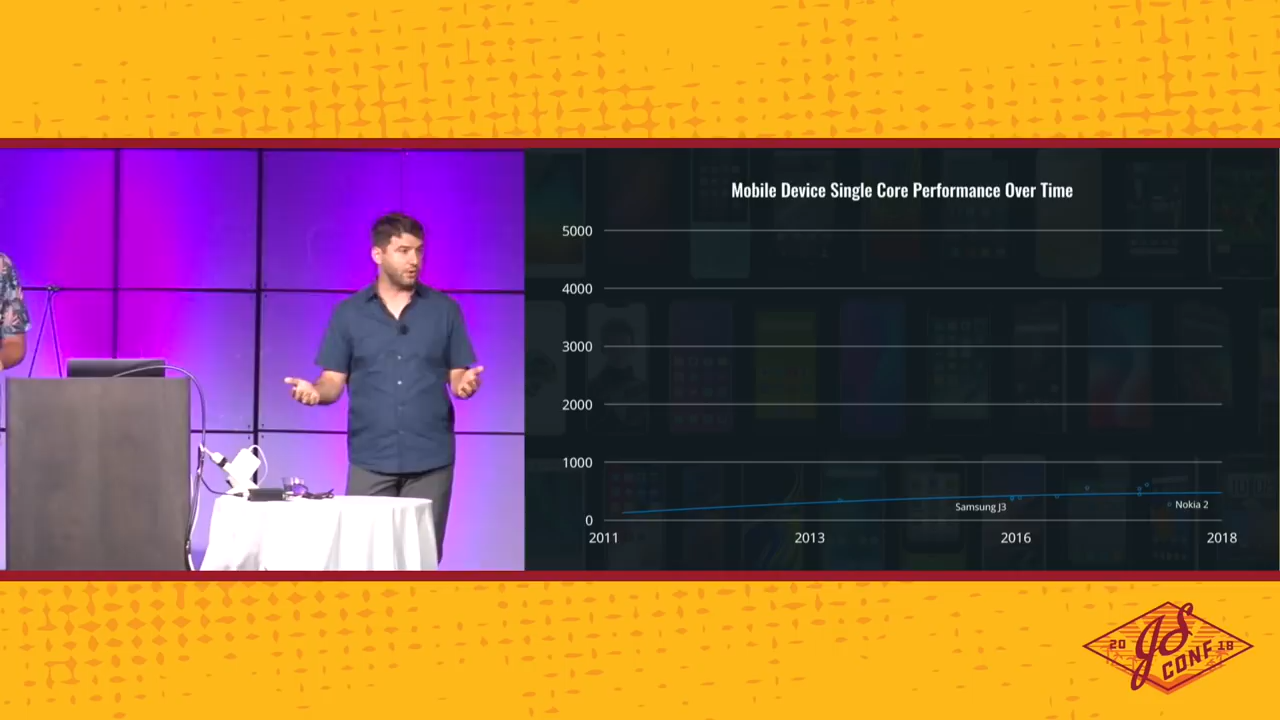 Mobile Device Single Core Performance Over Time
5000
4000
3000
2000
1000
0
Samsung J3
Nokia 2
2011
2013
2016
2018
20 JS 18
CONF